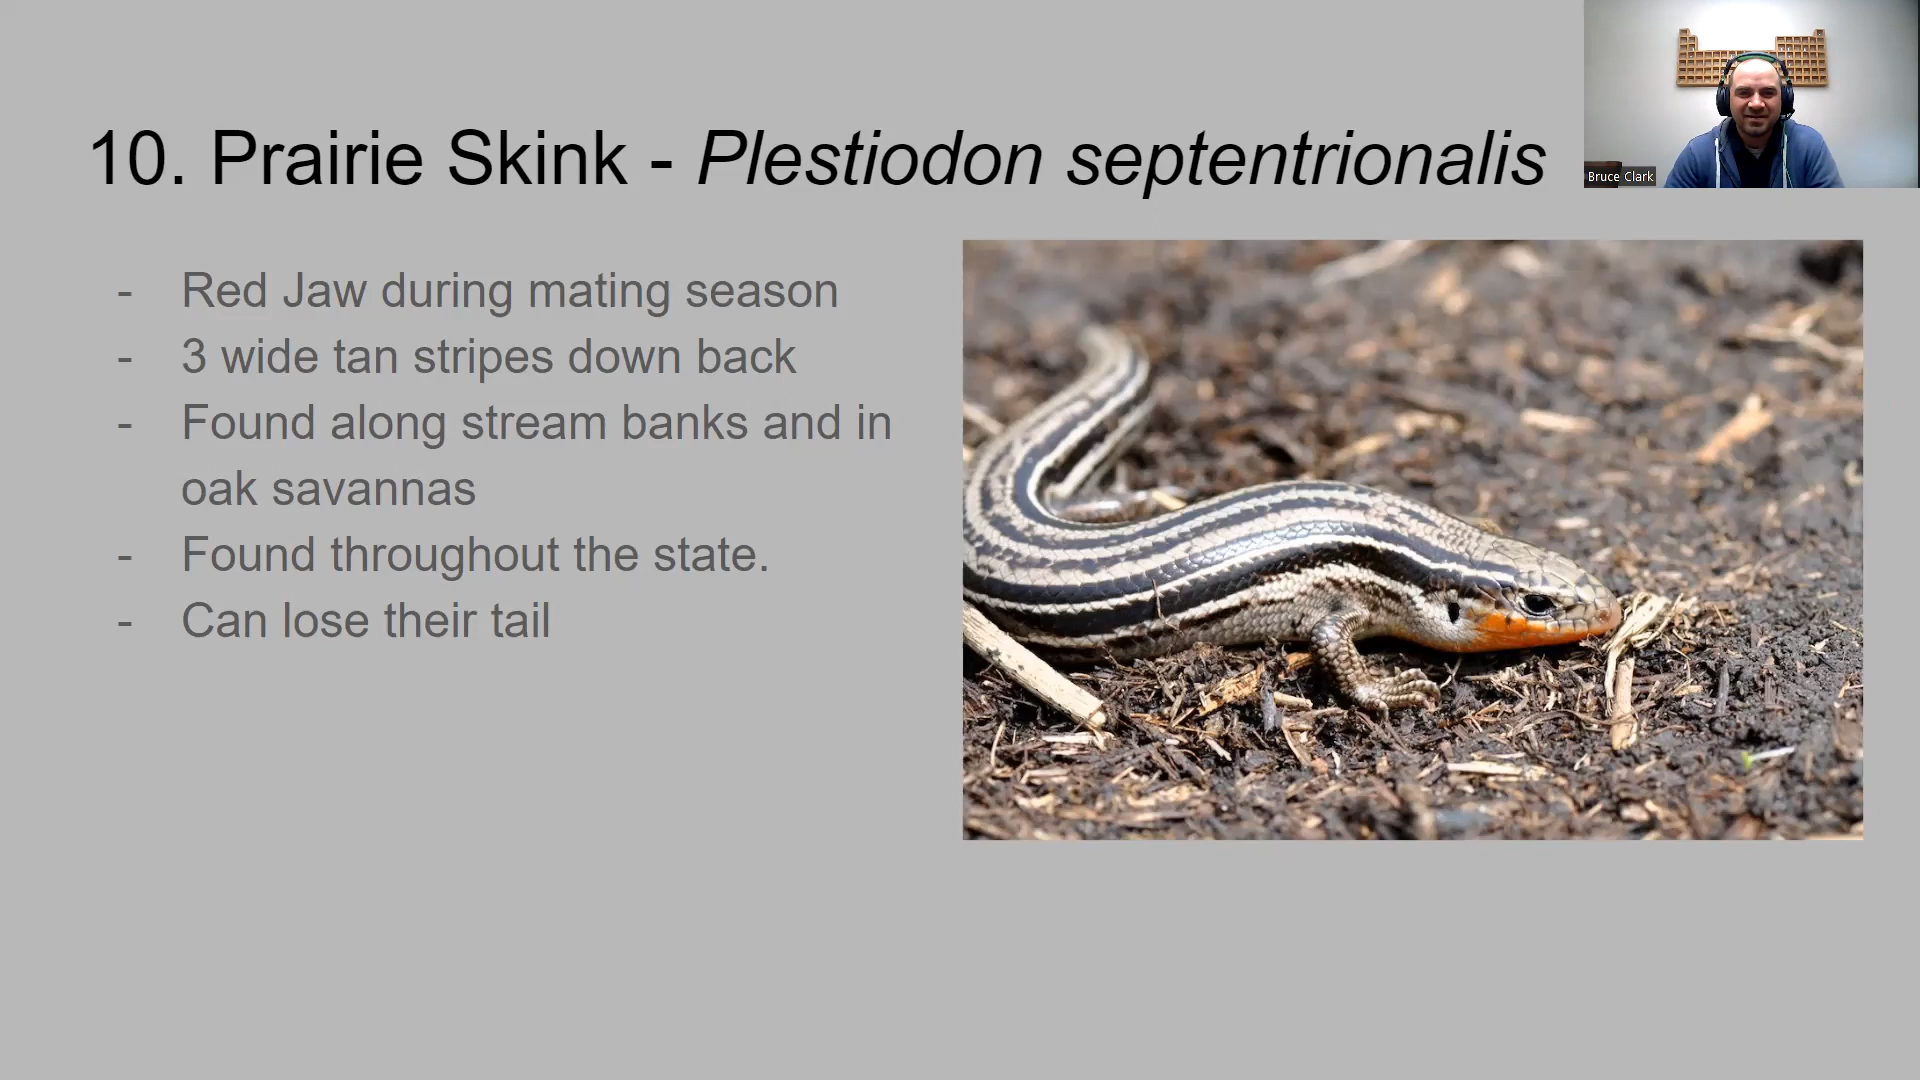 10. Prairie Skink - Plestiodon septentrionalis
Bruce Clark
- Red Jaw during mating season
- 3 wide tan stripes down back
- Found along stream banks and in
oak savannas
- Found throughout the state.
- Can lose their tail